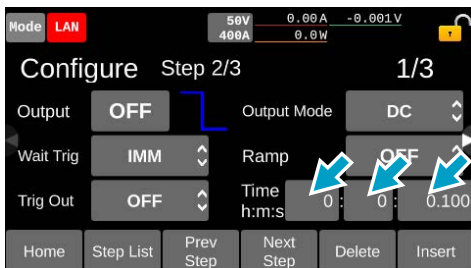 Mode LAN 50V 0.00A -0.001V
400A 0.0W
Configure Step 2/3 1/3
Output OFF Output Mode DC
Wait Trig IMM Ramp OFF
Trig Out OFF Time h:m:s 0 : 0 : 0.100
Home Step List Prev Step Next Step Delete Insert